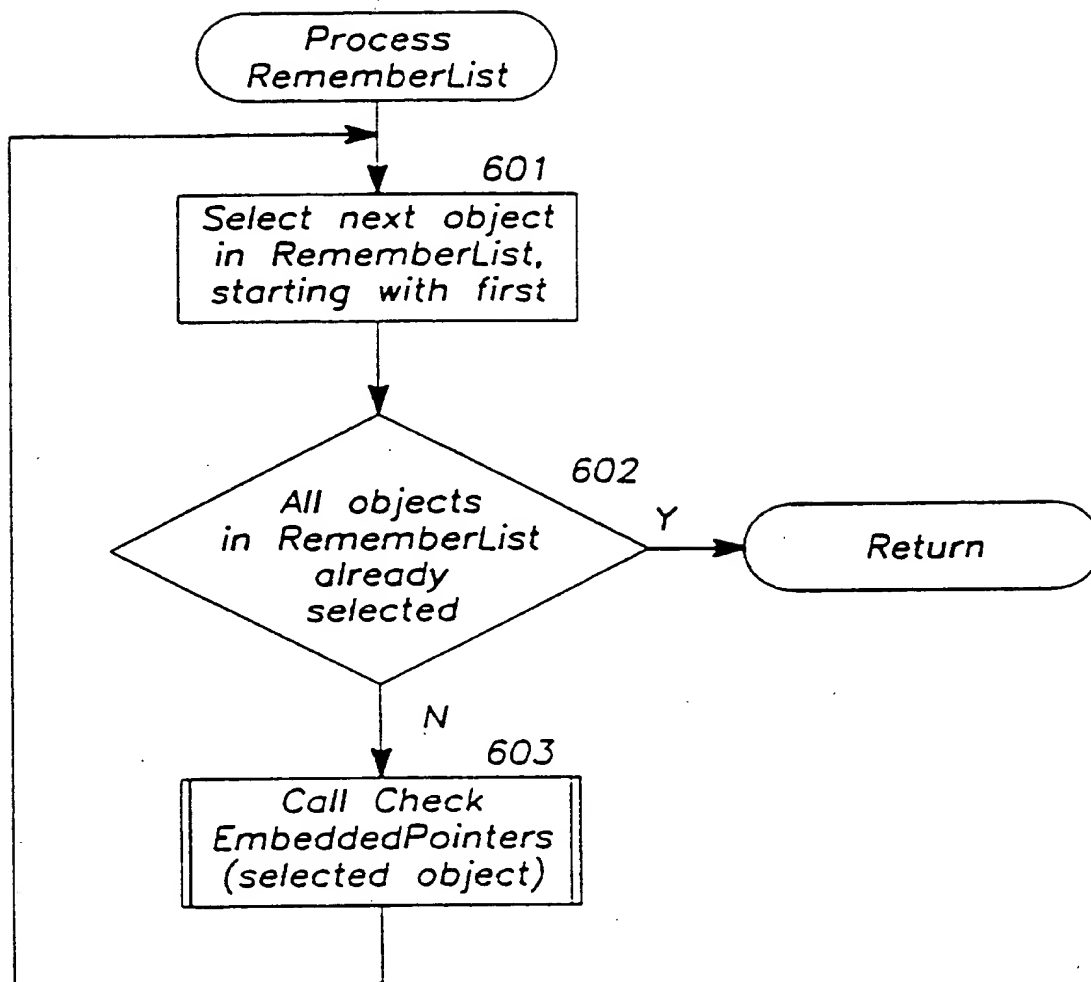 Process
RememberList
601
Select next object
in RememberList,
starting with first
602
All objects
in RememberList
already
selected
Y
Return
N
603
Call Check
EmbeddedPointers
(selected object)